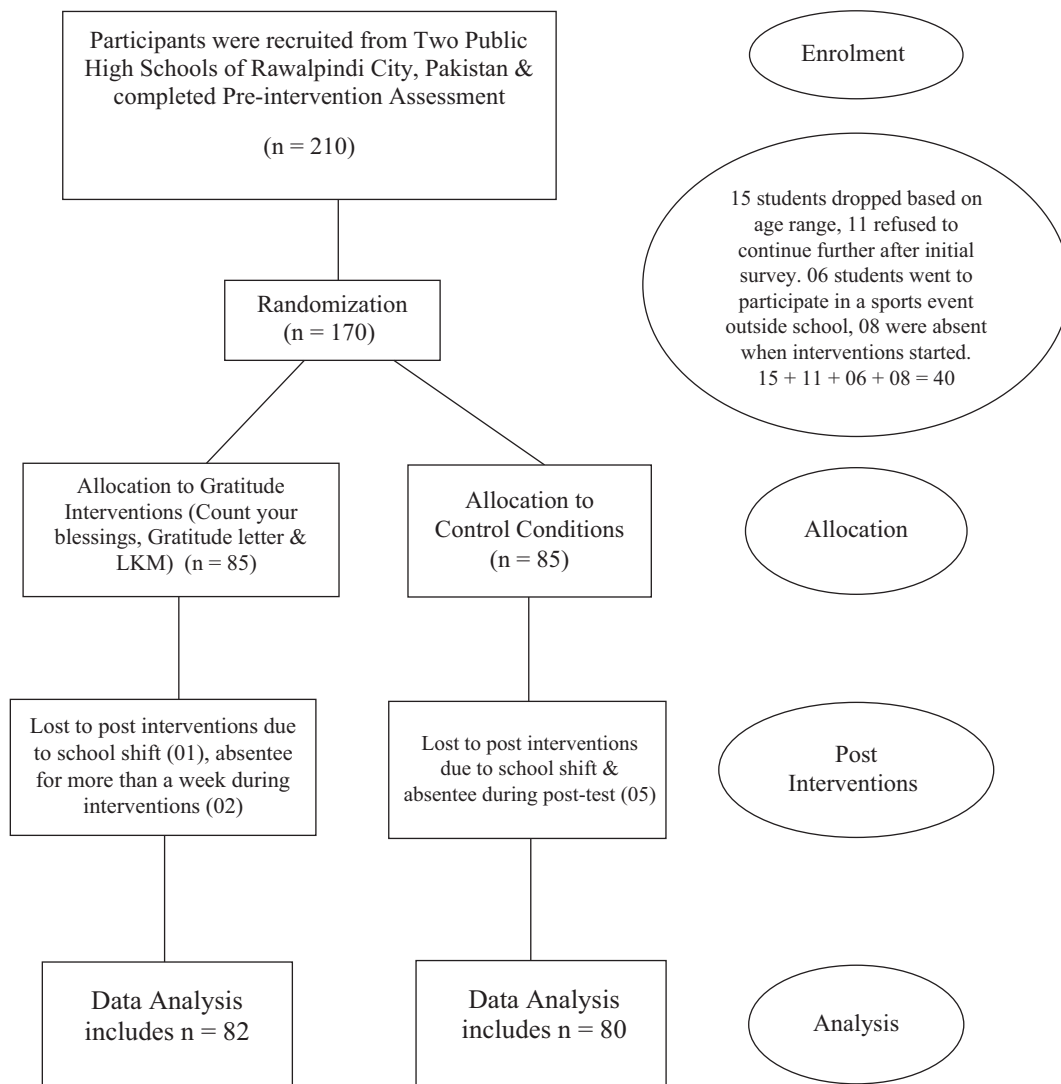 Participants were recruited from Two Public
High Schools of Rawalpindi City, Pakistan &
completed Pre-intervention Assessment
(n = 210)
Enrolment
15 students dropped based on
age range, 11 refused to
continue further after initial
survey. 06 students went to
participate in a sports event
outside school, 08 were absent
when interventions started.
15 + 11 + 06 + 08 = 40
Randomization
(n = 170)
Allocation to Gratitude
Interventions (Count your
blessings, Gratitude letter &
LKM) (n = 85)
Allocation to
Control Conditions
(n = 85)
Allocation
Lost to post interventions due
to school shift (01), absentee
for more than a week during
interventions (02)
Lost to post interventions
due to school shift &
absentee during post-test (05)
Post
Interventions
Data Analysis
includes n = 82
Data Analysis
includes n = 80
Analysis